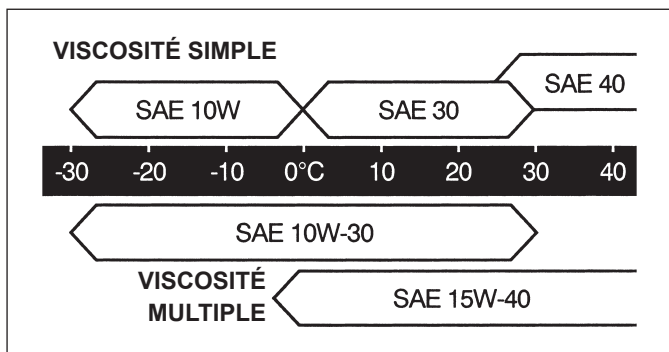 VISCOSITÉ SIMPLE
SAE 40
SAE 10W
SAE 30
-30 -20 -10 0°C 10 20 30 40
SAE 10W-30
VISCOSITÉ
MULTIPLE
SAE 15W-40